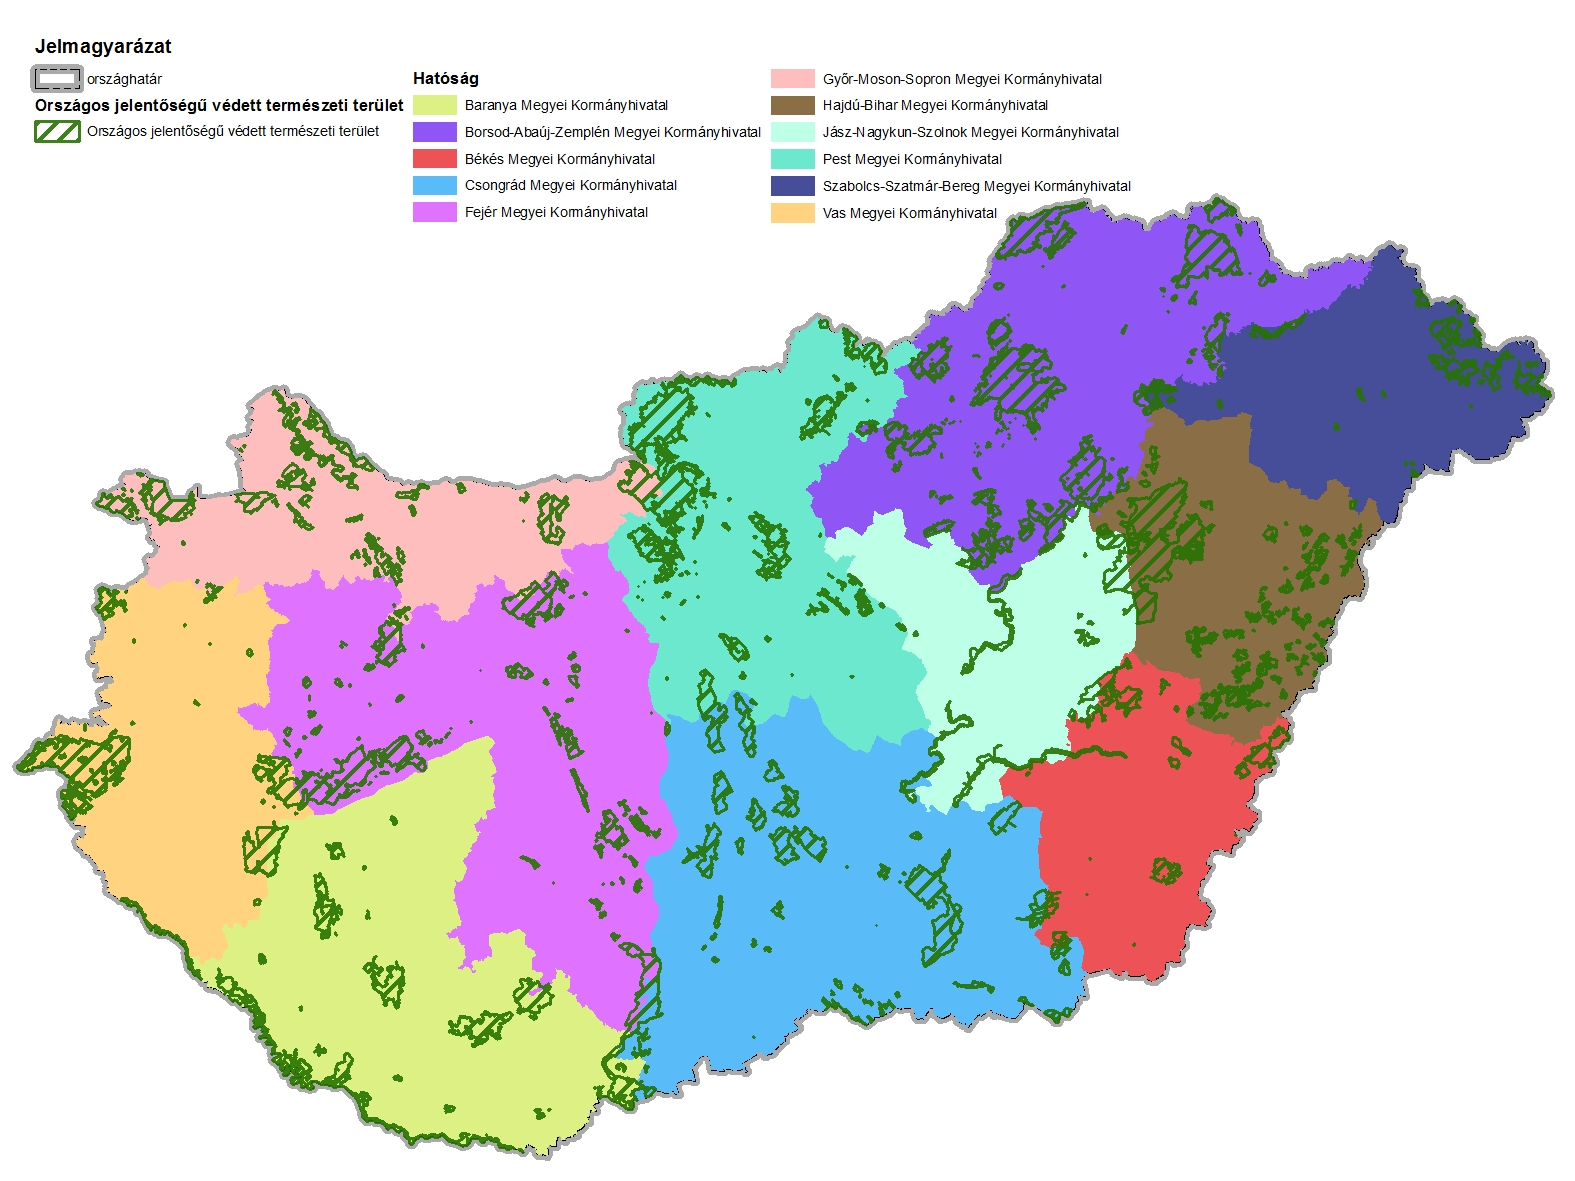 Jelmagyarázat
országhatár
Országos jelentőségű védett természeti terület
Országos jelentőségű védett természeti terület
Hatóság
Baranya Megyei Kormányhivatal
Borsod-Abaúj-Zemplén Megyei Kormányhivatal
Békés Megyei Kormányhivatal
Csongrád Megyei Kormányhivatal
Fejér Megyei Kormányhivatal
Győr-Moson-Sopron Megyei Kormányhivatal
Hajdú-Bihar Megyei Kormányhivatal
Jász-Nagykun-Szolnok Megyei Kormányhivatal
Pest Megyei Kormányhivatal
Szabolcs-Szatmár-Bereg Megyei Kormányhivatal
Vas Megyei Kormányhivatal